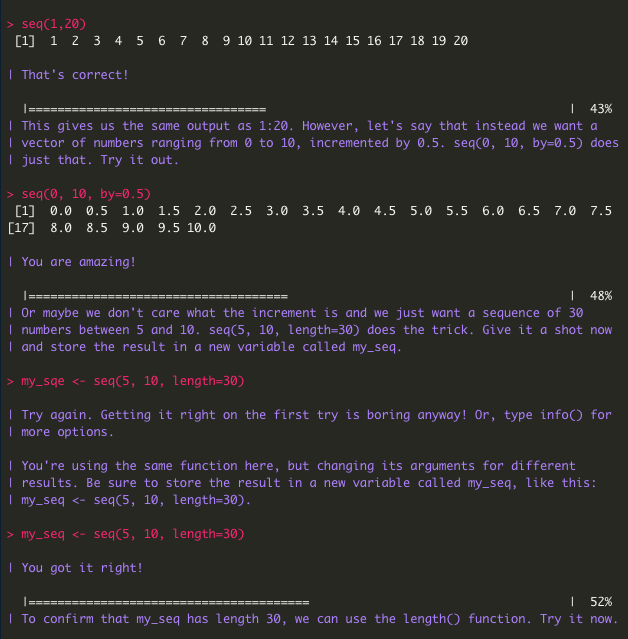 > seq(1,20)
 [1]  1  2  3  4  5  6  7  8  9 10 11 12 13 14 15 16 17 18 19 20
| That's correct!
  |=================================                                          |  43%
| This gives us the same output as 1:20. However, let's say that instead we want a
| vector of numbers ranging from 0 to 10, incremented by 0.5. seq(0, 10, by=0.5) does
| just that. Try it out.
> seq(0, 10, by=0.5)
 [1]  0.0  0.5  1.0  1.5  2.0  2.5  3.0  3.5  4.0  4.5  5.0  5.5  6.0  6.5  7.0  7.5
[17]  8.0  8.5  9.0  9.5 10.0
| You are amazing!
  |====================================                                       |  48%
| Or maybe we don't care what the increment is and we just want a sequence of 30
| numbers between 5 and 10. seq(5, 10, length=30) does the trick. Give it a shot now
| and store the result in a new variable called my_seq.
> my_sqe <- seq(5, 10, length=30)
| Try again. Getting it right on the first try is boring anyway! Or, type info() for
| more options.
| You're using the same function here, but changing its arguments for different
| results. Be sure to store the result in a new variable called my_seq, like this:
| my_seq <- seq(5, 10, length=30).
> my_seq <- seq(5, 10, length=30)
| You got it right!
  |=======================================                                    |  52%
| To confirm that my_seq has length 30, we can use the length() function. Try it now.